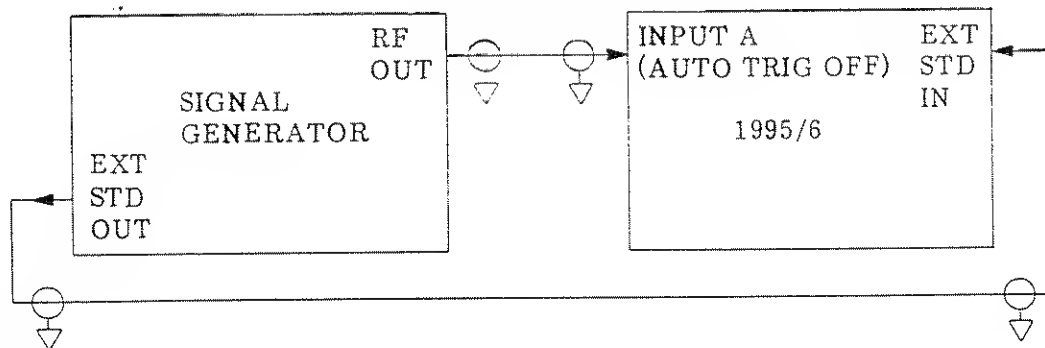 RF
OUT
SIGNAL
GENERATOR
EXT
STD
OUT
INPUT A
(AUTO TRIG OFF)
EXT
STD
IN
1995/6